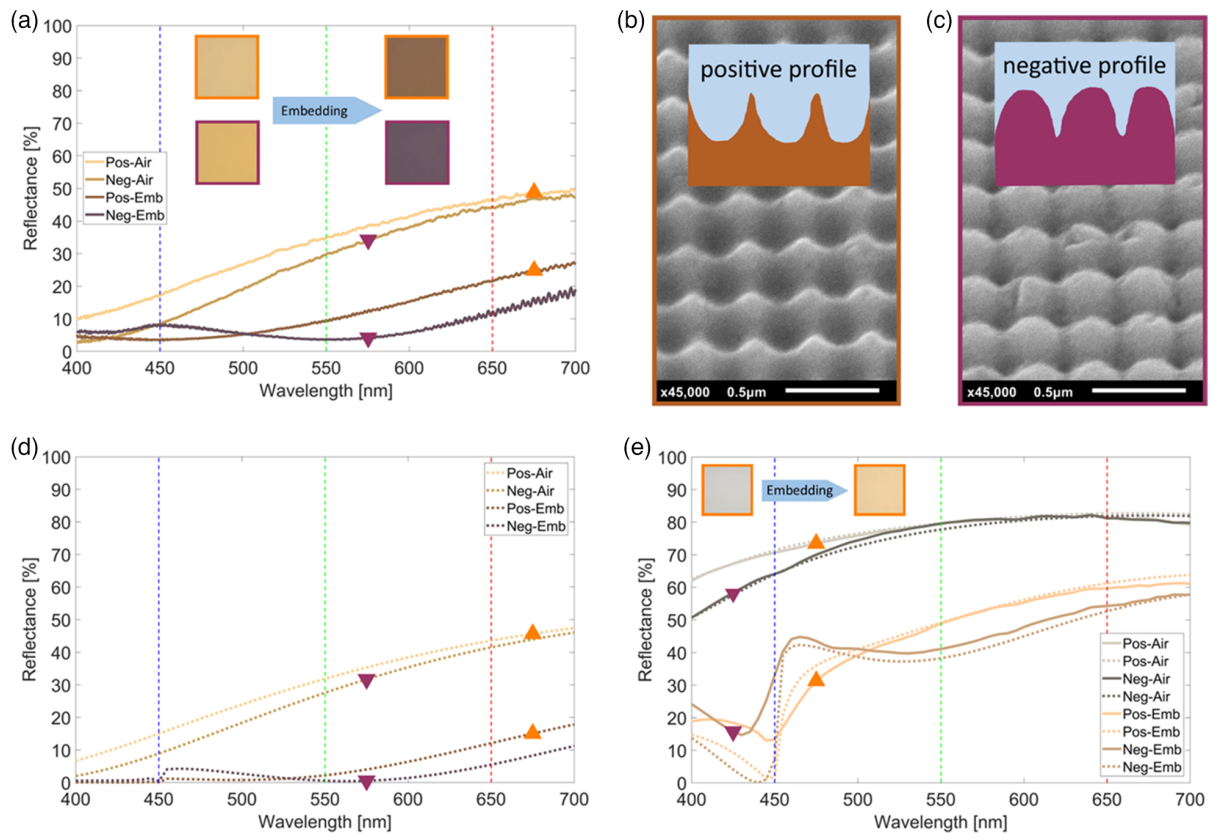 (a)
100
90
80
70
60
50
40
30
20
10
0
Reflectance [%]
Embedding
Pos-Air
Neg-Air
Pos-Emb
Neg-Emb
400 450 500 550 600 650 700
Wavelength [nm]
(b)
positive profile
x45,000 0.5µm
(c)
negative profile
x45,000 0.5µm
(d)
100
90
80
70
60
50
40
30
20
10
0
Reflectance [%]
Pos-Air
Neg-Air
Pos-Emb
Neg-Emb
400 450 500 550 600 650 700
Wavelength [nm]
(e)
100
90
80
70
60
50
40
30
20
10
0
Reflectance [%]
Embedding
Pos-Air
Pos-Air
Neg-Air
Neg-Air
Pos-Emb
Pos-Emb
Neg-Emb
Neg-Emb
400 450 500 550 600 650 700
Wavelength [nm]